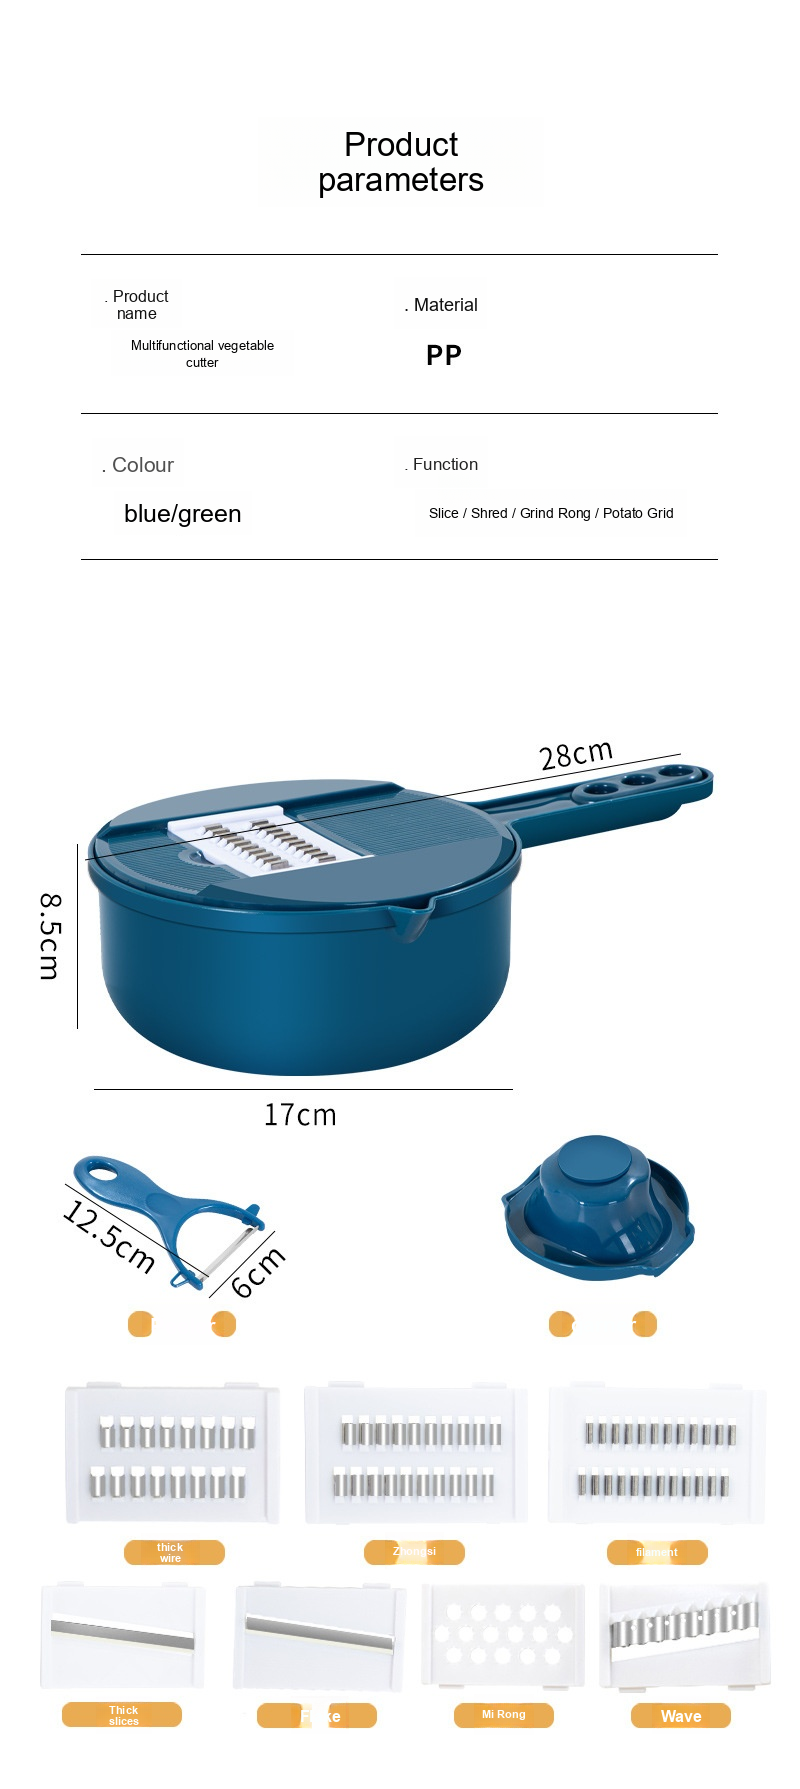 Product
parameters
. Product
name
. Material
Multifunctional vegetable
cutter
PP
. Colour
. Function
blue/green
Slice / Shred / Grind Rong / Potato Grid
28cm
8.5cm
17cm
12.5cm
6cm
thick
wire
Zhongsi
filament
Thick
slices
Mi Rong
Wave